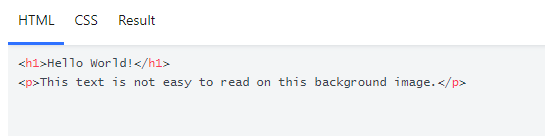 HTML CSS Result
<h1>Hello World!</h1>
<p>This text is not easy to read on this background image.</p>